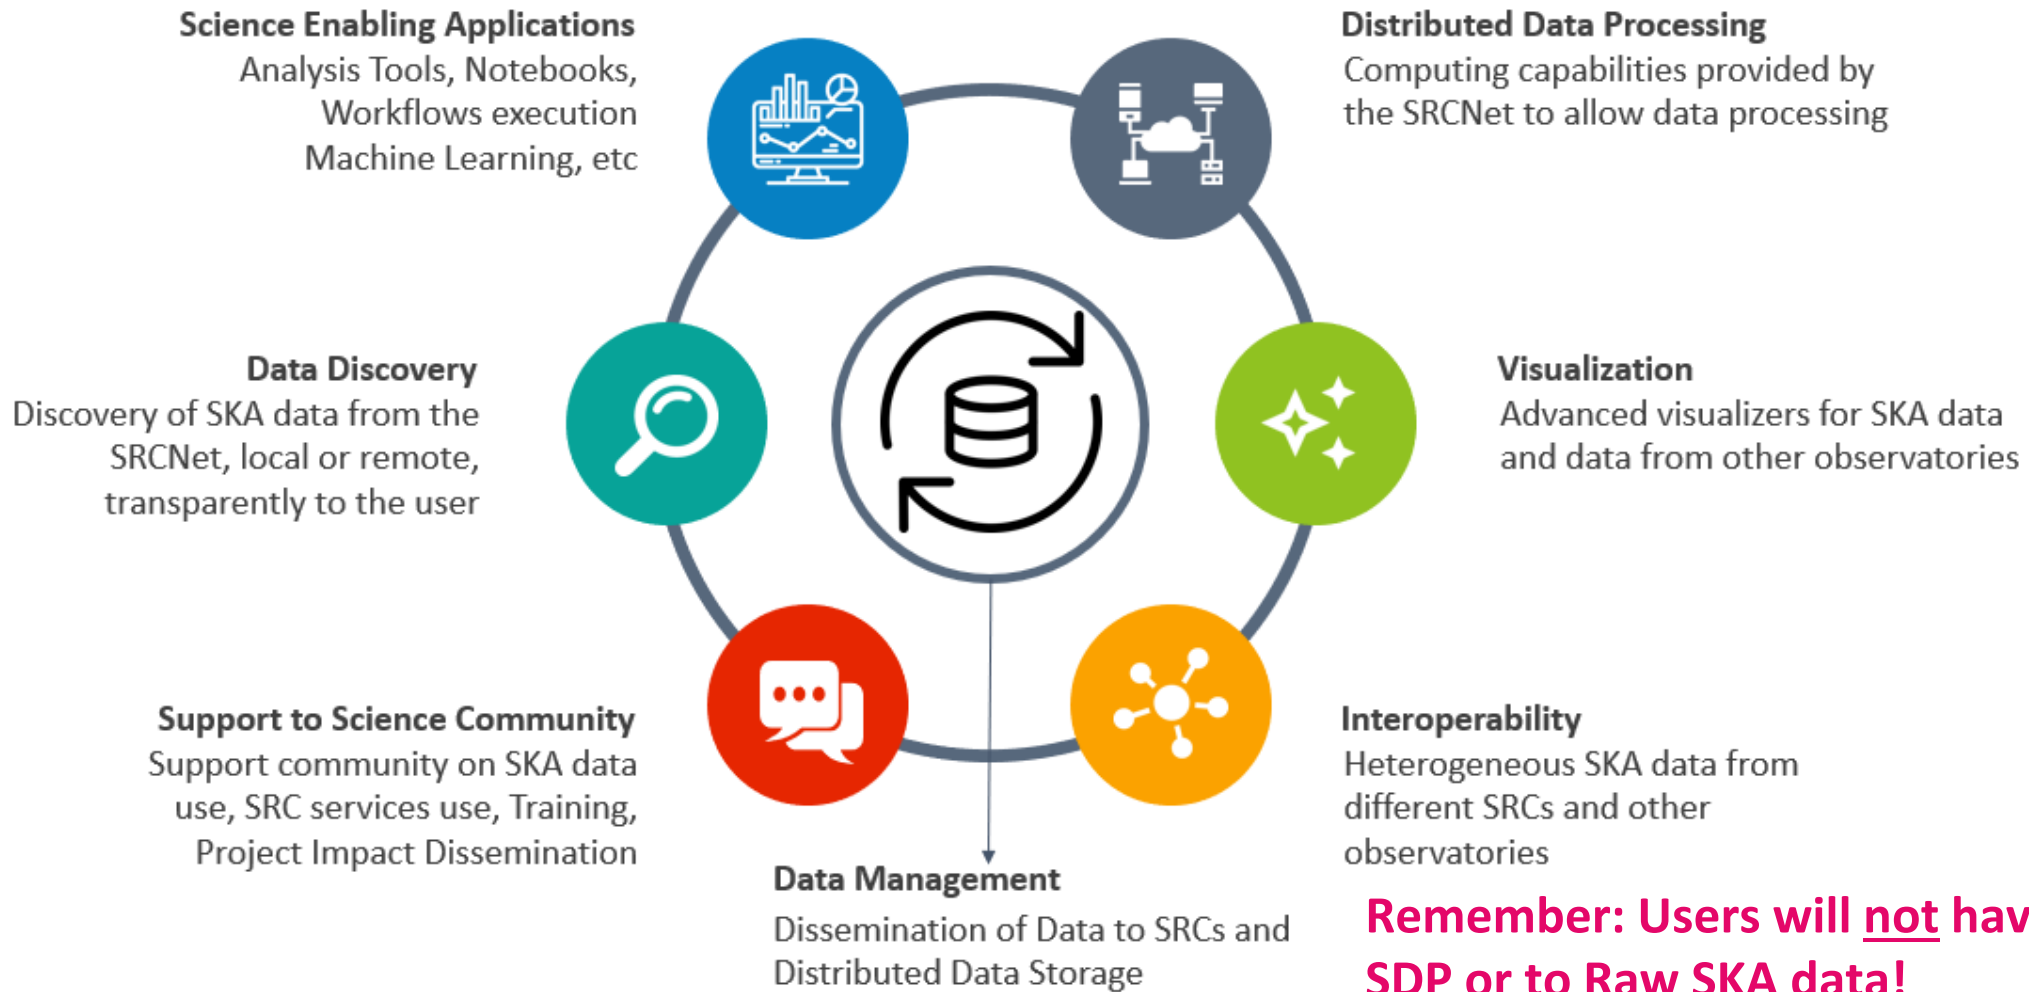 Science Enabling Applications
Analysis Tools, Notebooks,
Workflows execution
Machine Learning, etc
Distributed Data Processing
Computing capabilities provided by
the SRCNet to allow data processing
Data Discovery
Discovery of SKA data from the
SRCNet, local or remote,
transparently to the user
Visualization
Advanced visualizers for SKA data
and data from other observatories
Support to Science Community
Support community on SKA data
use, SRC services use, Training,
Project Impact Dissemination
Interoperability
Heterogeneous SKA data from
different SRCs and other
observatories
Data Management
Dissemination of Data to SRCs and
Distributed Data Storage
Remember: Users will not hav
SDP or to Raw SKA data!